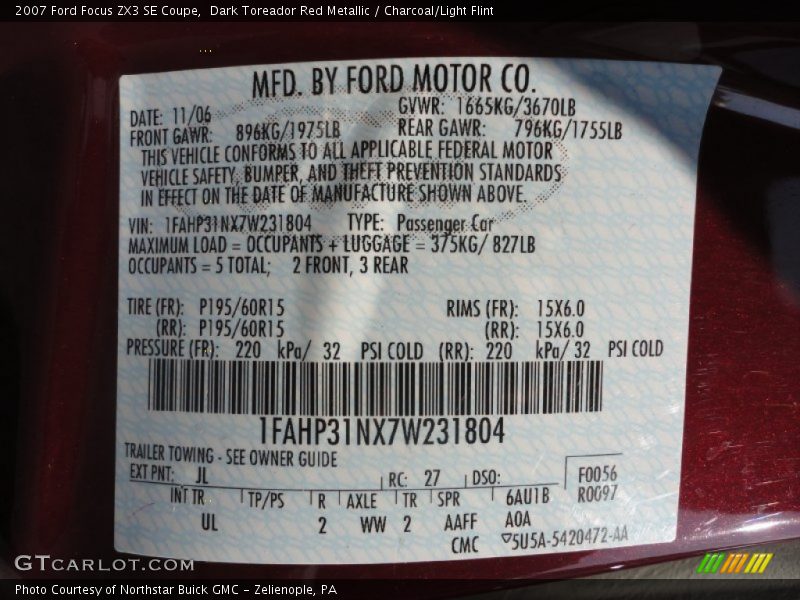 2007 Ford Focus ZX3 SE Coupe,  Dark Toreador Red Metallic / Charcoal/Light Flint
MFD. BY FORD MOTOR CO.
DATE: 11/06 GVWR: 1665KG/3670LB
FRONT GAWR: 896KG/1975LB REAR GAWR: 796KG/1755LB
THIS VEHICLE CONFORMS TO ALL APPLICABLE FEDERAL MOTOR
VEHICLE SAFETY, BUMPER, AND THEFT PREVENTION STANDARDS
IN EFFECT ON THE DATE OF MANUFACTURE SHOWN ABOVE.
VIN: 1FAHP31NX7W231804 TYPE: Passenger Car
MAXIMUM LOAD = OCCUPANTS + LUGGAGE = 375KG/ 827LB
OCCUPANTS = 5 TOTAL; 2 FRONT, 3 REAR
TIRE (FR): P195/60R15 RIMS (FR): 15X6.0
(RR): P195/60R15 (RR): 15X6.0
PRESSURE (FR): 220 kPa/ 32 PSI COLD (RR): 220 kPa/ 32 PSI COLD
1FAHP31NX7W231804
TRAILER TOWING - SEE OWNER GUIDE
EXT PNT: JL RC: 27 DSO: F0056
INT TR TP/PS R AXLE TR SPR 6AU1B R0097
UL 2 WW 2 AAFF A0A
CMC 5U5A-5420472-AA
GTCARLOT.COM
Photo Courtesy of Northstar Buick GMC - Zelienople, PA